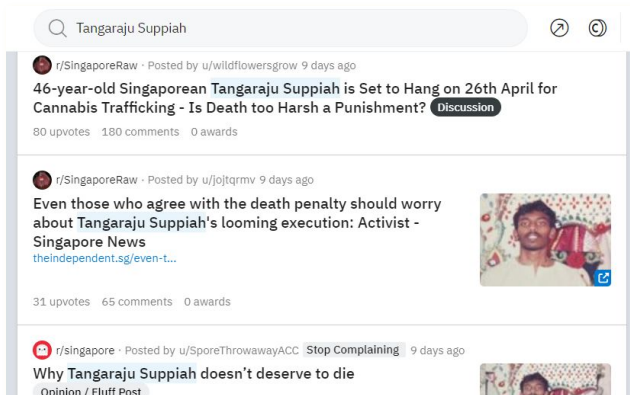 Tangaraju Suppiah
r/SingaporeRaw · Posted by u/wildflowersgrow 9 days ago
46-year-old Singaporean Tangaraju Suppiah is Set to Hang on 26th April for
Cannabis Trafficking - Is Death too Harsh a Punishment? Discussion
80 upvotes 180 comments 0 awards
r/SingaporeRaw · Posted by u/jojtqrmv 9 days ago
Even those who agree with the death penalty should worry
about Tangaraju Suppiah's looming execution: Activist -
Singapore News
theindependent.sg/even-t...
31 upvotes 65 comments 0 awards
r/singapore · Posted by u/SporeThrowawayACC Stop Complaining 9 days ago
Why Tangaraju Suppiah doesn’t deserve to die
Opinion / Fluff Post